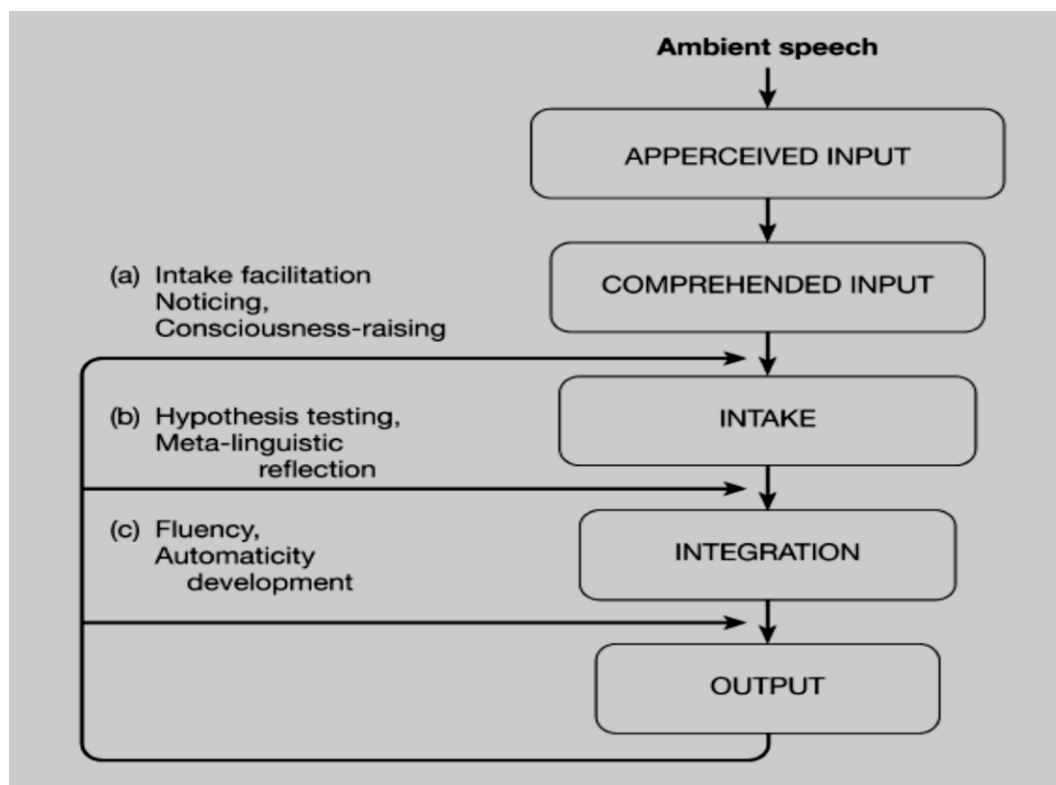 Ambient speech
APPERCEIVED INPUT
COMPREHENDED INPUT
(a) Intake facilitation
Noticing,
Consciousness-raising
INTAKE
(b) Hypothesis testing,
Meta-linguistic
reflection
INTEGRATION
(c) Fluency,
Automaticity
development
OUTPUT